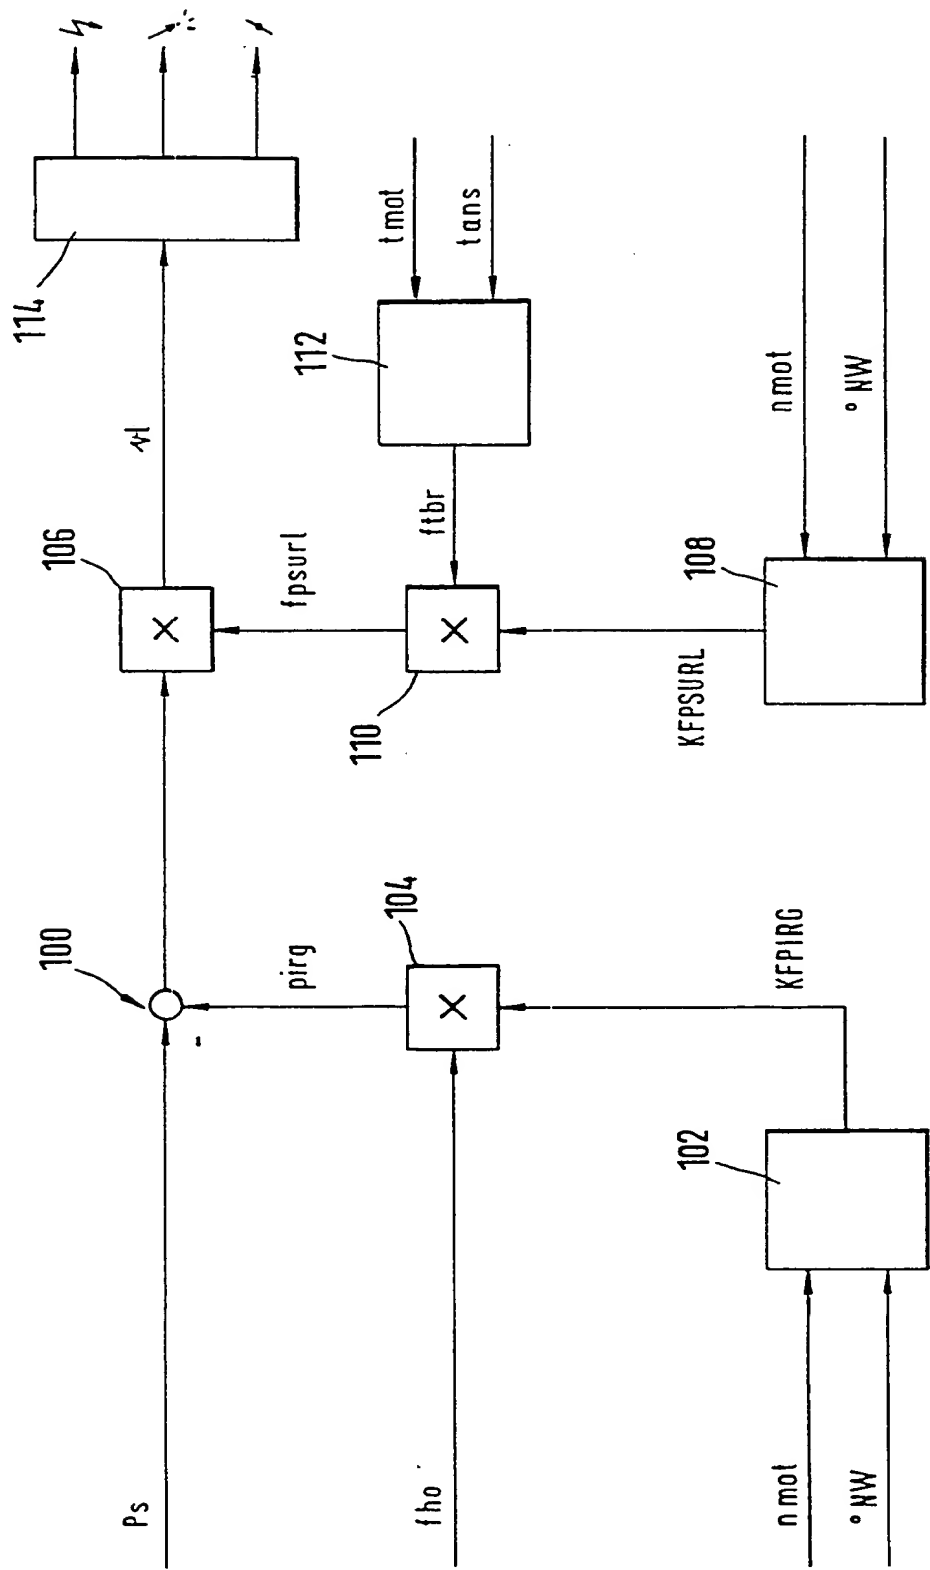 Ps
100
106
vl
114
fho
pirg
104
fpsurl
110
ftbr
112
tmot
tans
nmot
°NW
102
KFPIRG
KFPSURL
108
nmot
°NW